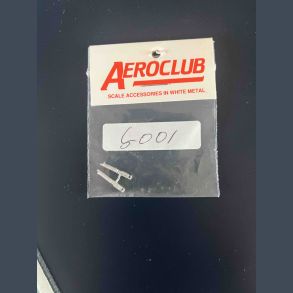 AEROCLUB
SCALE ACCESSORIES IN WHITE METAL
G001